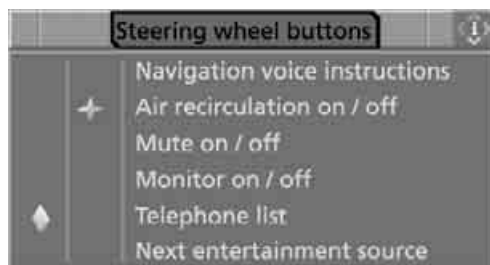 Steering wheel buttons
Navigation voice instructions
Air recirculation on / off
Mute on / off
Monitor on / off
Telephone list
Next entertainment source